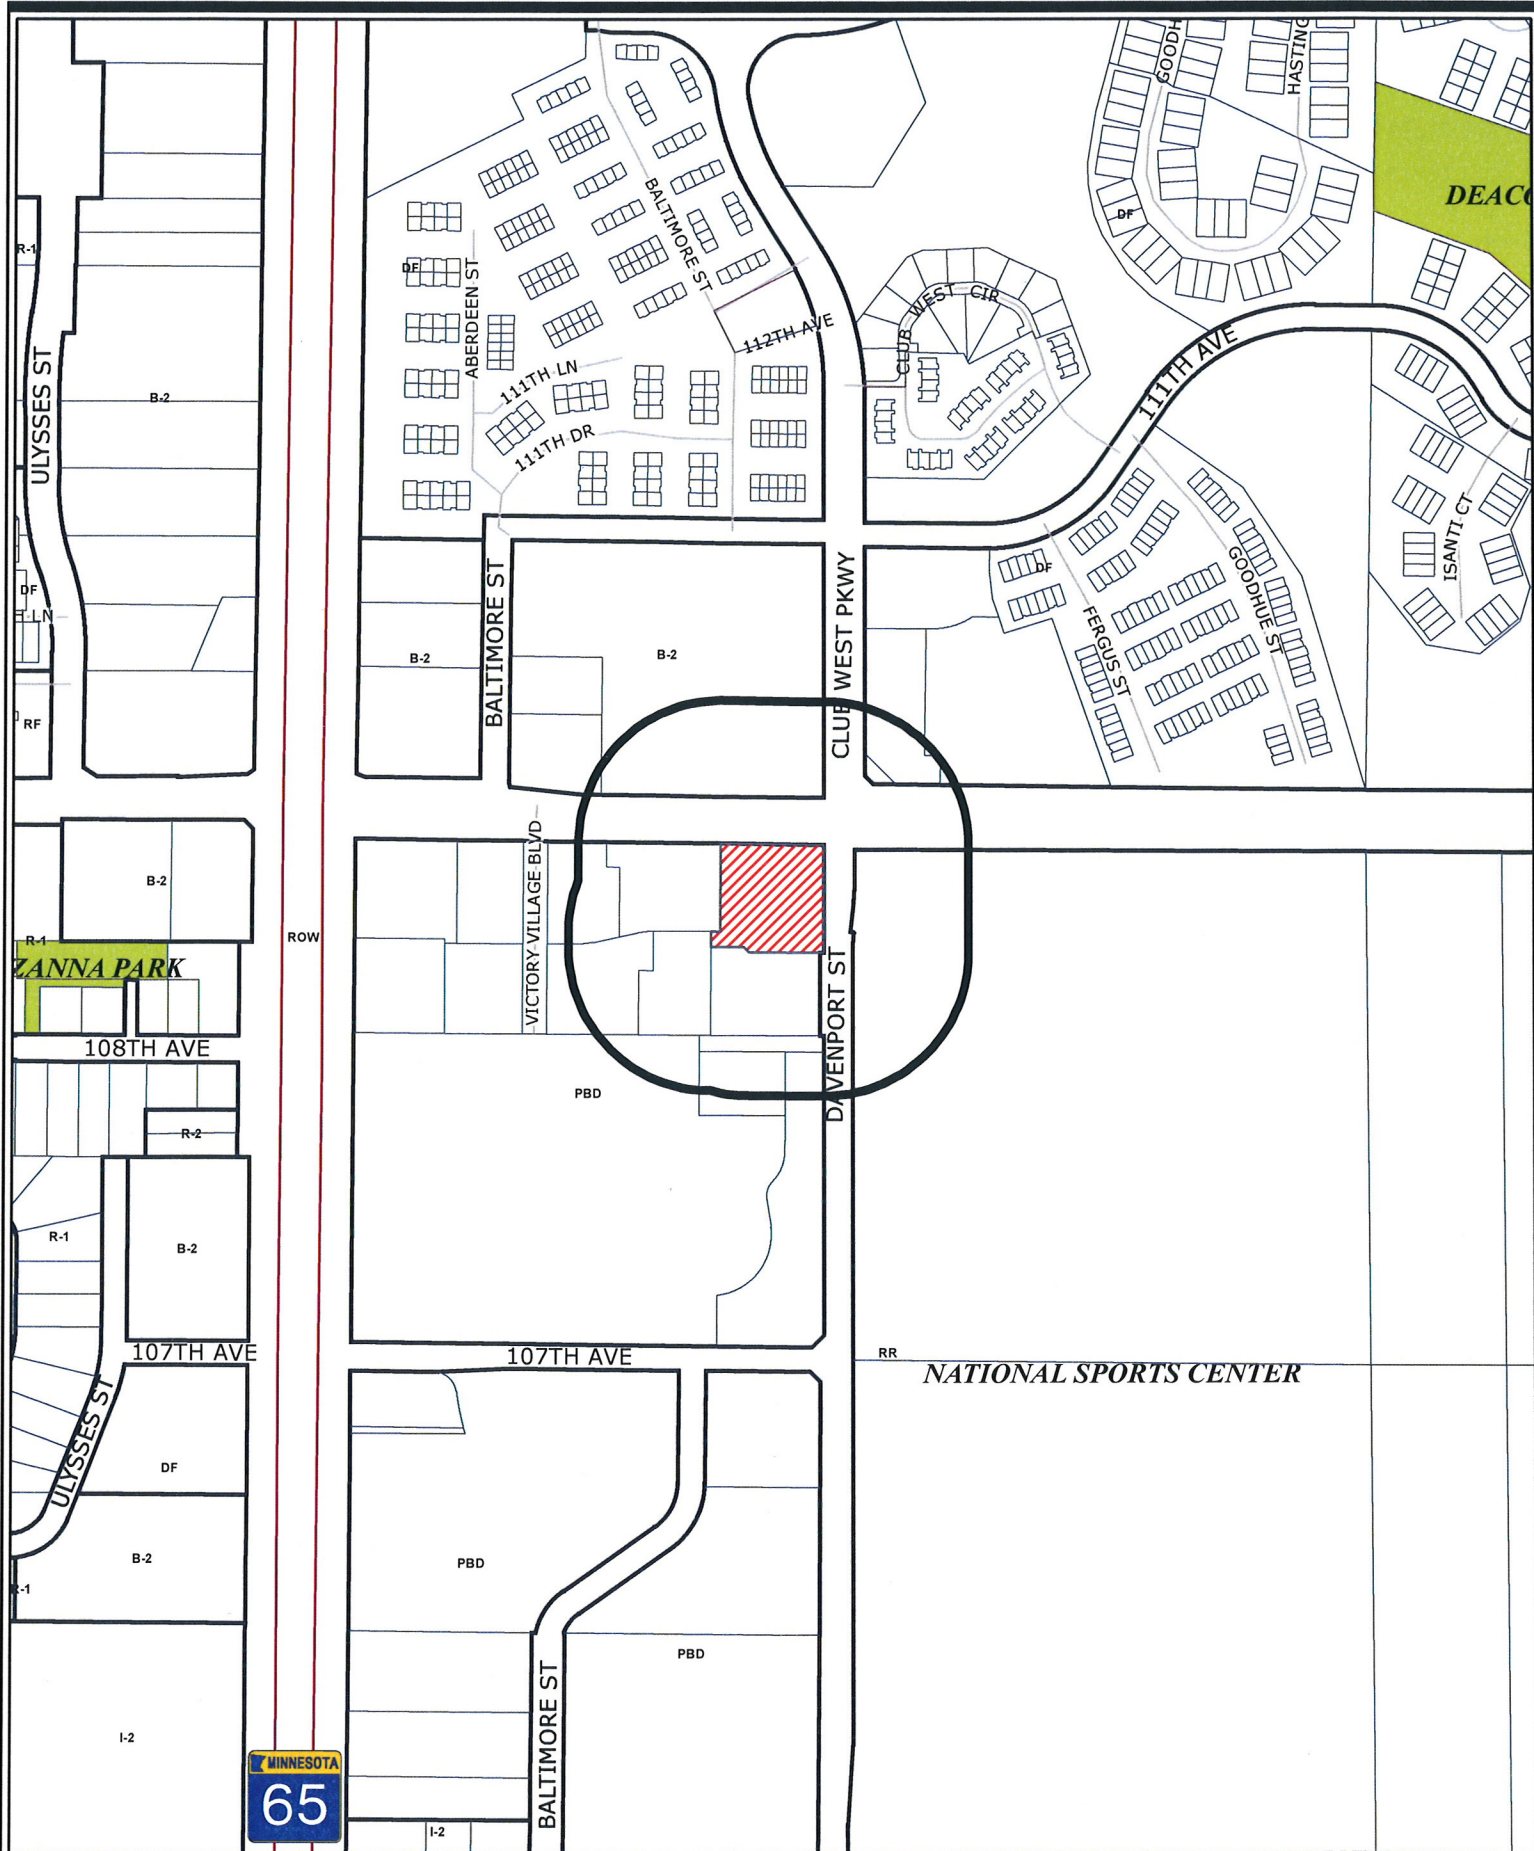 GOODH
HASTING
DEACO
BALTIMORE ST
DF
R-1
DF
ABERDEEN ST
CLUB WEST CIR
112TH AVE
111TH AVE
ULYSSES ST
B-2
111TH LN
111TH DR
ISANTI CT
DF
DF
GOODHUE ST
H LN
FERGUS ST
BALTIMORE ST
CLUB WEST PKWY
B-2
B-2
RF
VICTORY VILLAGE BLVD
B-2
ROW
R-1
ZANNA PARK
DAVENPORT ST
108TH AVE
PBD
R-2
R-1
B-2
107TH AVE
107TH AVE
RR
NATIONAL SPORTS CENTER
ULYSSES ST
DF
B-2
PBD
R-1
PBD
BALTIMORE ST
I-2
MINNESOTA
65
I-2